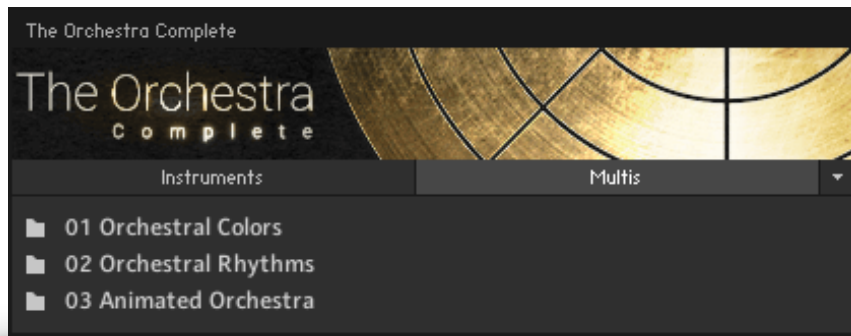 The Orchestra Complete
The Orchestra
Complete
Instruments Multis
01 Orchestral Colors
02 Orchestral Rhythms
03 Animated Orchestra